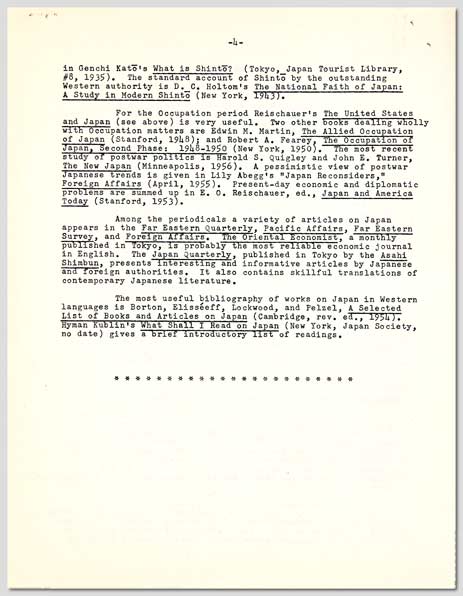 -4-
in Genchi Katō's What is Shintō? (Tokyo, Japan Tourist Library,
#8, 1935). The standard account of Shintō by the outstanding
Western authority is D. C. Holtom's The National Faith of Japan:
A Study in Modern Shintō (New York, 1943).
For the Occupation period Reischauer's The United States
and Japan (see above) is very useful. Two other books dealing wholly
with Occupation matters are Edwin M. Martin, The Allied Occupation
of Japan (Stanford, 1948); and Robert A. Fearey, The Occupation of
Japan, Second Phase: 1948-1950 (New York, 1950). The most recent
study of postwar politics is Harold S. Quigley and John E. Turner,
The New Japan (Minneapolis, 1956). A pessimistic view of postwar
Japanese trends is given in Lily Abegg's "Japan Reconsiders,"
Foreign Affairs (April, 1955). Present-day economic and diplomatic
problems are summed up in E. O. Reischauer, ed., Japan and America
Today (Stanford, 1953).
Among the periodicals a variety of articles on Japan
appears in the Far Eastern Quarterly, Pacific Affairs, Far Eastern
Survey, and Foreign Affairs. The Oriental Economist, a monthly
published in Tokyo, is probably the most reliable economic journal
in English. The Japan Quarterly, published in Tokyo by the Asahi
Shimbun, presents interesting and informative articles by Japanese
and foreign authorities. It also contains skillful translations of
contemporary Japanese literature.
The most useful bibliography of works on Japan in Western
languages is Borton, Elisséeff, Lockwood, and Pelzel, A Selected
List of Books and Articles on Japan (Cambridge, rev. ed., 1954).
Hyman Kublin's What Shall I Read on Japan (New York, Japan Society,
no date) gives a brief introductory list of readings.
* * * * * * * * * * * * * * * * * * * * * *